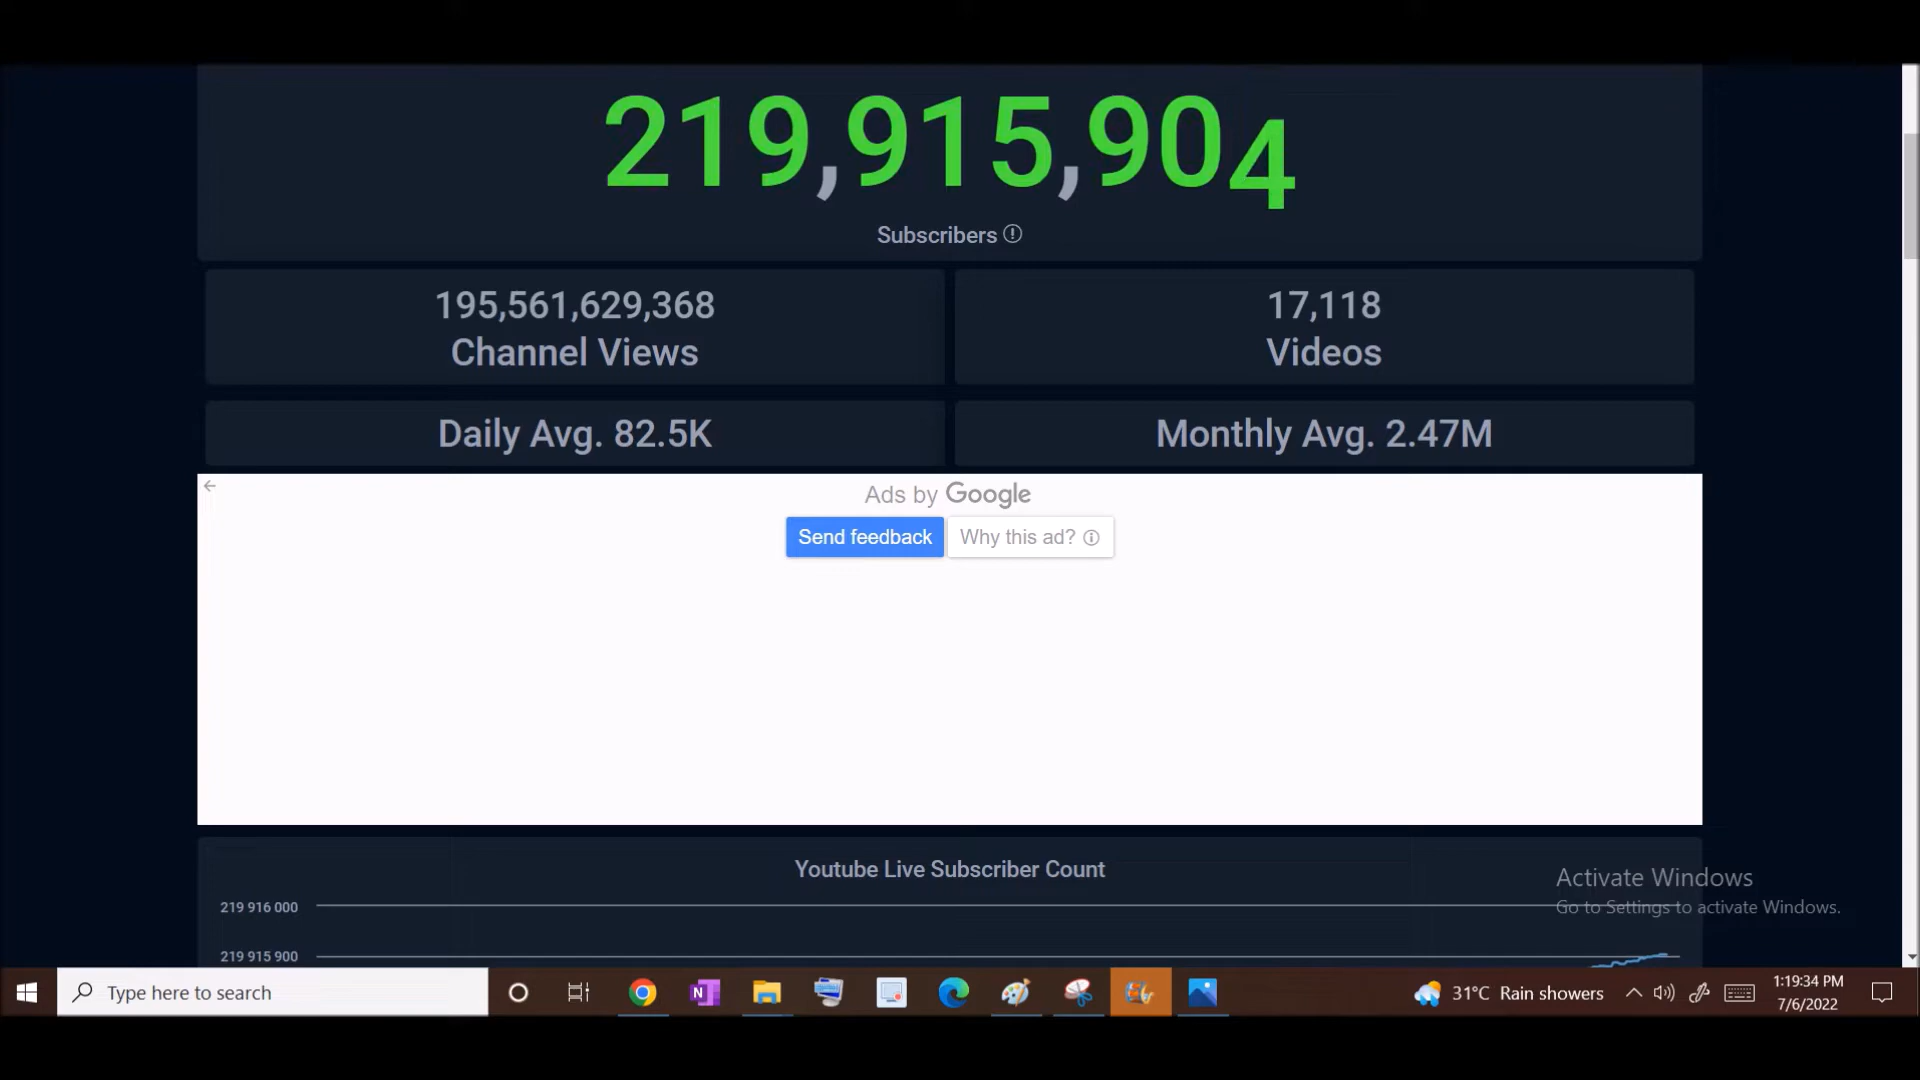 219,915,904
Subscribers
195,561,629,368
Channel Views
17,118
Videos
Daily Avg. 82.5K
Monthly Avg. 2.47M
Ads by Google
Send feedback
Why this ad?
Youtube Live Subscriber Count
219 916 000
219 915 900
Activate Windows
Go to Settings to activate Windows.
Type here to search
31°C Rain showers
1:19:34 PM
7/6/2022